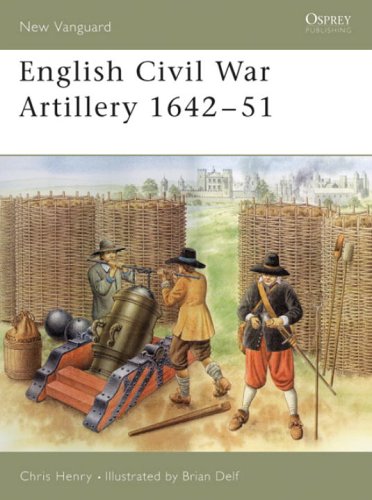 New Vanguard
OSPREY
PUBLISHING
English Civil War
Artillery 1642–51
Chris Henry • Illustrated by Brian Delf